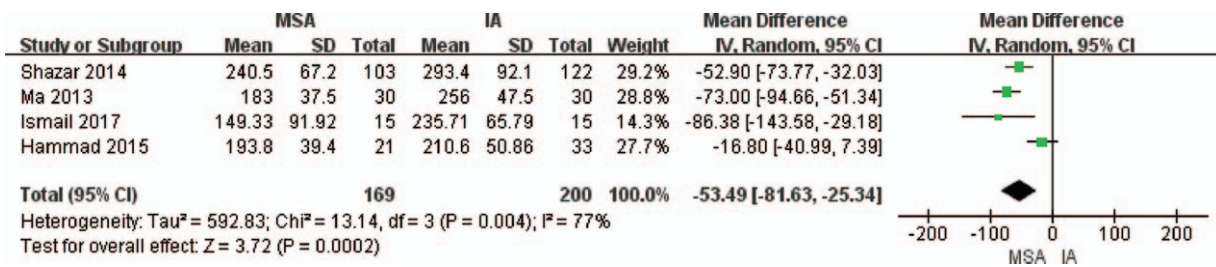 MSA IA Mean Difference Mean Difference
Study or Subgroup Mean SD Total Mean SD Total Weight IV, Random, 95% CI IV, Random, 95% CI
Shazar 2014 240.5 67.2 103 293.4 92.1 122 29.2% -52.90 [-73.77, -32.03]
Ma 2013 183 37.5 30 256 47.5 30 28.8% -73.00 [-94.66, -51.34]
Ismail 2017 149.33 91.92 15 235.71 65.79 15 14.3% -86.38 [-143.58, -29.18]
Hammad 2015 193.8 39.4 21 210.6 50.86 33 27.7% -16.80 [-40.99, 7.39]
Total (95% CI) 169 200 100.0% -53.49 [-81.63, -25.34]
Heterogeneity: Tau² = 592.83; Chi² = 13.14, df = 3 (P = 0.004); I² = 77%
Test for overall effect: Z = 3.72 (P = 0.0002)
-200 -100 0 100 200
MSA IA